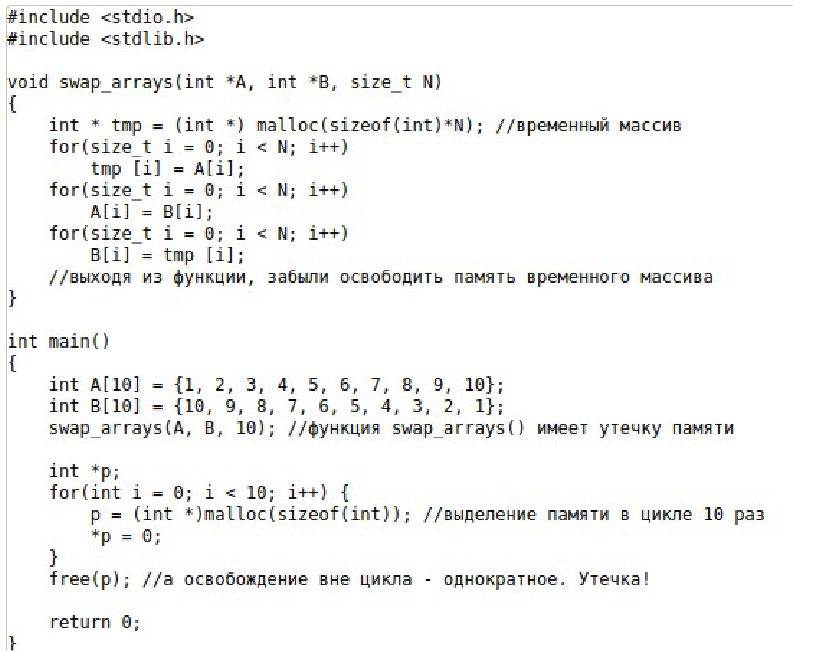 #include <stdio.h>
#include <stdlib.h>

void swap_arrays(int *A, int *B, size_t N)
{
    int * tmp = (int *) malloc(sizeof(int)*N); //временный массив
    for(size_t i = 0; i < N; i++)
        tmp [i] = A[i];
    for(size_t i = 0; i < N; i++)
        A[i] = B[i];
    for(size_t i = 0; i < N; i++)
        B[i] = tmp [i];
    //выходя из функции, забыли освободить память временного массива
}

int main()
{
    int A[10] = {1, 2, 3, 4, 5, 6, 7, 8, 9, 10};
    int B[10] = {10, 9, 8, 7, 6, 5, 4, 3, 2, 1};
    swap_arrays(A, B, 10); //функция swap_arrays() имеет утечку памяти

    int *p;
    for(int i = 0; i < 10; i++) {
        p = (int *)malloc(sizeof(int)); //выделение памяти в цикле 10 раз
        *p = 0;
    }
    free(p); //а освобождение вне цикла - однократное. Утечка!

    return 0;
}